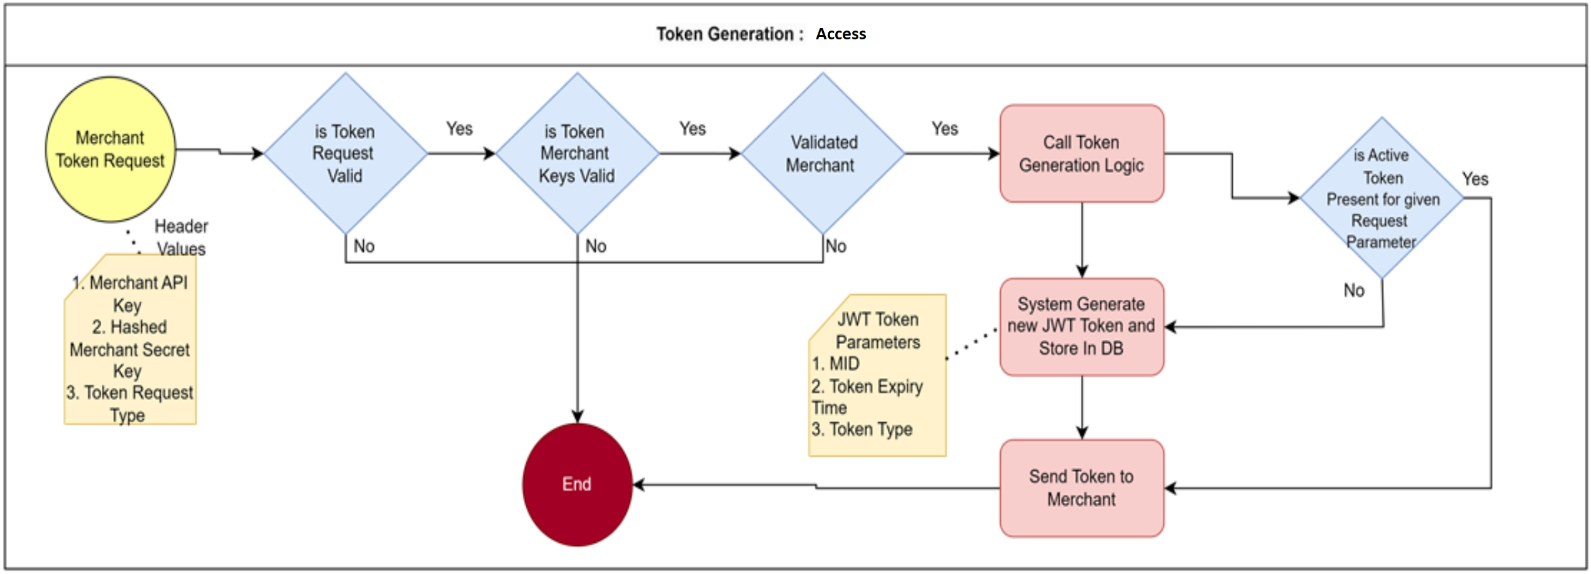 Token Generation : Access
Merchant
Token Request
Header
Values
1. Merchant API
Key
2. Hashed
Merchant Secret
Key
3. Token Request
Type
is Token
Request
Valid
Yes
No
is Token
Merchant
Keys Valid
Yes
No
Validated
Merchant
Yes
No
Call Token
Generation Logic
is Active
Token
Present for given
Request
Parameter
Yes
No
System Generate
new JWT Token and
Store In DB
JWT Token
Parameters
1. MID
2. Token Expiry
Time
3. Token Type
Send Token to
Merchant
End